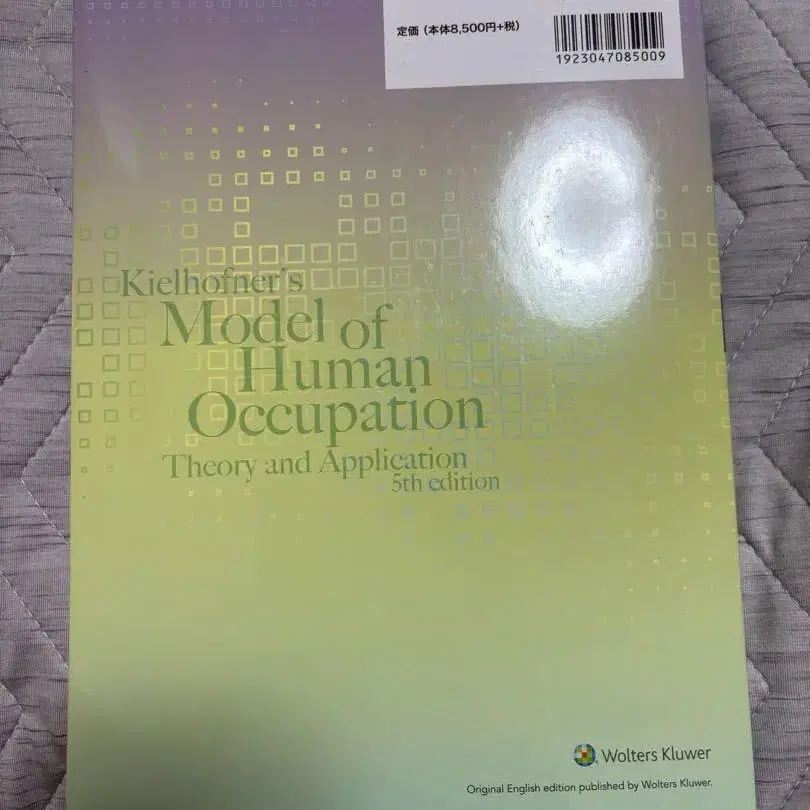 定価（本体8,500円+税）
1923047085009
Kielhofner's
Model of
Human
Occupation
Theory and Application
5th edition
Wolters Kluwer
Original English edition published by Wolters Kluwer.